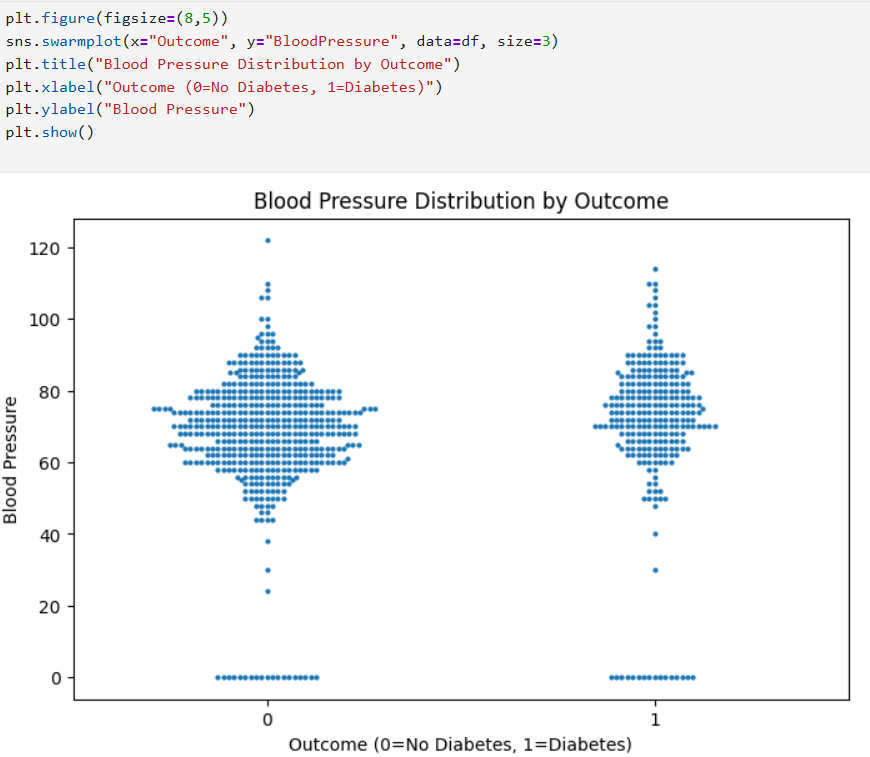 plt.figure(figsize=(8,5))
sns.swarmplot(x="Outcome", y="BloodPressure", data=df, size=3)
plt.title("Blood Pressure Distribution by Outcome")
plt.xlabel("Outcome (0=No Diabetes, 1=Diabetes)")
plt.ylabel("Blood Pressure")
plt.show()
Blood Pressure Distribution by Outcome
120
100
80
60
40
20
0
Blood Pressure
0 1
Outcome (0=No Diabetes, 1=Diabetes)